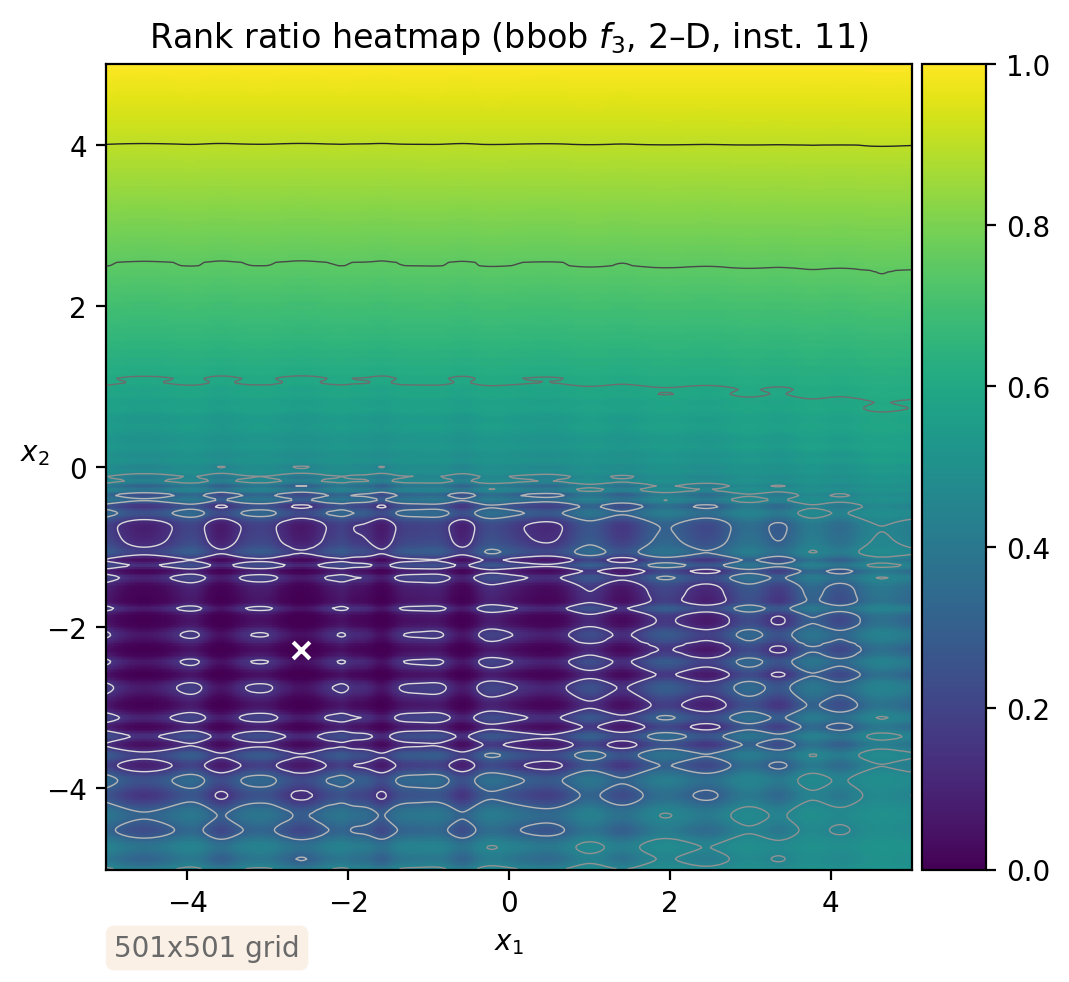 Rank ratio heatmap (bbob f₃, 2–D, inst. 11)
1.0
4
0.8
2
0.6
x₂
0
0.4
−2
0.2
−4
0.0
−4 −2 0 2 4
x₁
501x501 grid